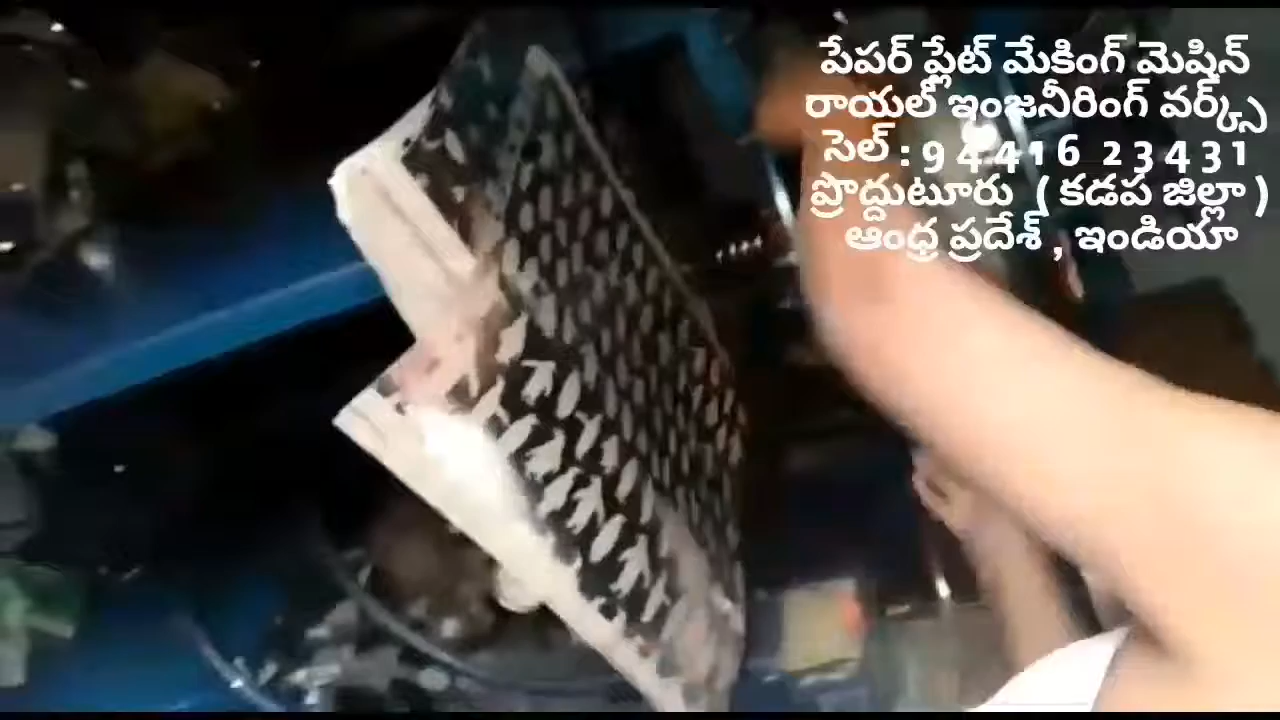 పేపర్ ప్లేట్ మేకింగ్ మెషిన్
రాయల్ ఇంజనీరింగ్ వర్క్స్
సెల్ : 9 4 4 1 6 2 3 4 3 1
ప్రొద్దుటూరు ( కడప జిల్లా )
ఆంధ్ర ప్రదేశ్ , ఇండియా